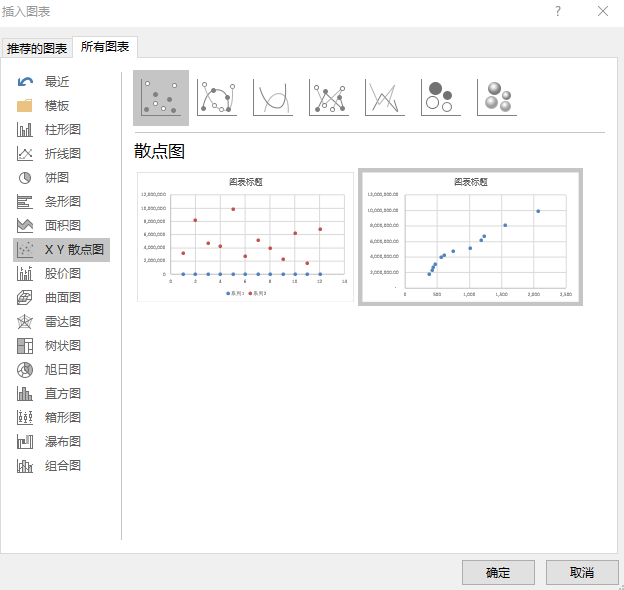 插入图表
?
推荐的图表 所有图表
最近
模板
柱形图
折线图
饼图
条形图
面积图
X Y 散点图
股价图
曲面图
雷达图
树状图
旭日图
直方图
箱形图
瀑布图
组合图
散点图
图表标题
12,000,000
10,000,000
8,000,000
6,000,000
4,000,000
2,000,000
0
0 2 4 6 8 10 12 14
系列1 系列2
图表标题
12,000,000.00
10,000,000.00
8,000,000.00
6,000,000.00
4,000,000.00
2,000,000.00
-
0 500 1,000 1,500 2,000 2,500
确定 取消